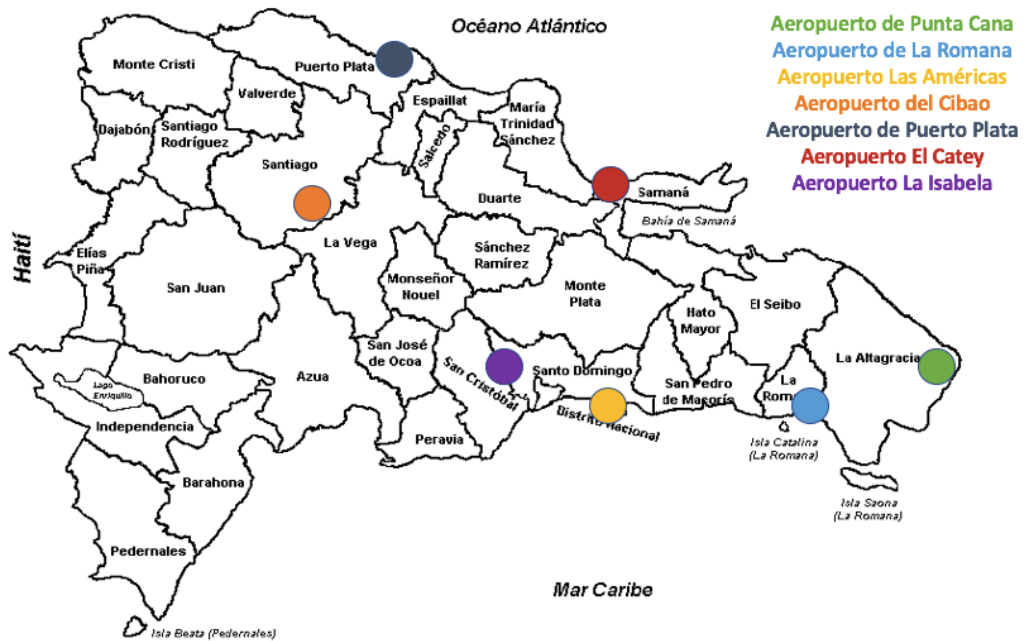 Océano Atlántico
Aeropuerto de Punta Cana
Aeropuerto de La Romana
Aeropuerto Las Américas
Aeropuerto del Cibao
Aeropuerto de Puerto Plata
Aeropuerto El Catey
Aeropuerto La Isabela
Monte Cristi
Puerto Plata
Valverde
Espaillat
María
Trinidad
Sánchez
Dajabón
Santiago
Rodríguez
Santiago
Salcedo
Duarte
Samaná
Bahía de Samaná
Haití
Elías
Piña
La Vega
Sánchez
Ramírez
San Juan
Monseñor
Nouel
Monte
Plata
Hato
Mayor
El Seibo
La Altagracia
San José
de Ocoa
San Cristóbal
Santo Domingo
Distrito Nacional
San Pedro
de Macorís
La
Rom
Azua
Bahoruco
Lago
Enriquillo
Independencia
Peravia
Isla Catalina
(La Romana)
Barahona
Isla Saona
(La Romana)
Pedernales
Mar Caribe
Isla Beata (Pedernales)